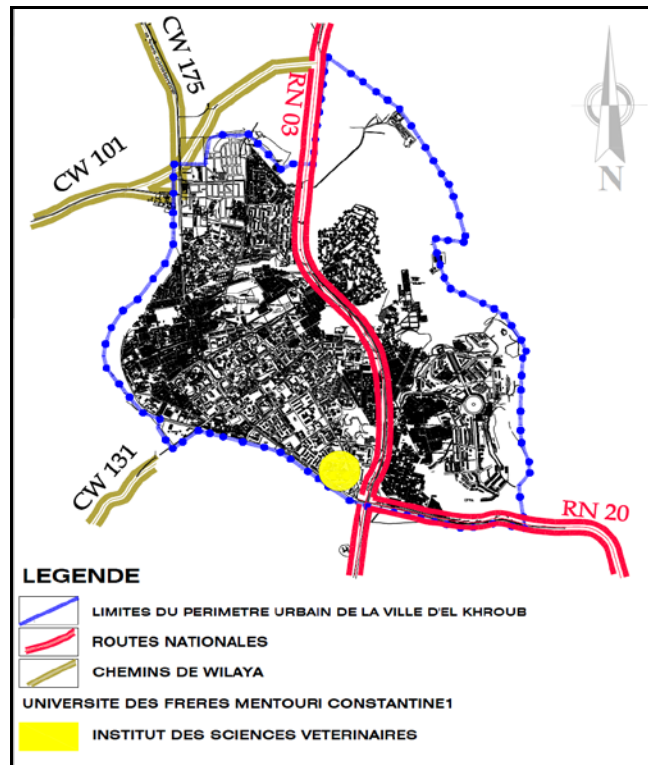 CW 175
RN 03
CW 101
N
CW 131
RN 20
LEGENDE
LIMITES DU PERIMETRE URBAIN DE LA VILLE D'EL KHROUB
ROUTES NATIONALES
CHEMINS DE WILAYA
UNIVERSITE DES FRERES MENTOURI CONSTANTINE1
INSTITUT DES SCIENCES VETERINAIRES